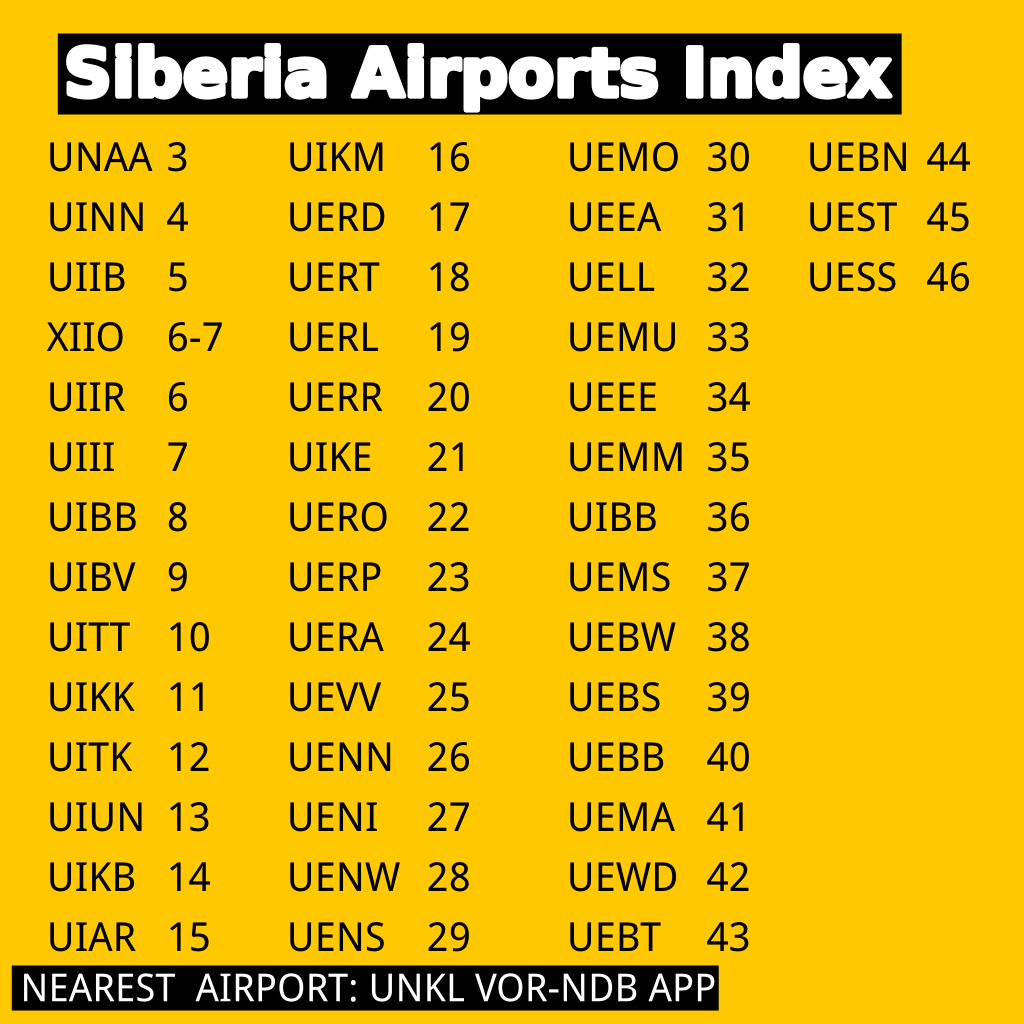 Siberia Airports Index
UNAA 3 UIKM 16 UEMO 30 UEBN 44
UINN 4 UERD 17 UEEA 31 UEST 45
UIIB 5 UERT 18 UELL 32 UESS 46
XIIO 6-7 UERL 19 UEMU 33
UIIR 6 UERR 20 UEEE 34
UIII 7 UIKE 21 UEMM 35
UIBB 8 UERO 22 UIBB 36
UIBV 9 UERP 23 UEMS 37
UITT 10 UERA 24 UEBW 38
UIKK 11 UEVV 25 UEBS 39
UITK 12 UENN 26 UEBB 40
UIUN 13 UENI 27 UEMA 41
UIKB 14 UENW 28 UEWD 42
UIAR 15 UENS 29 UEBT 43
NEAREST AIRPORT: UNKL VOR-NDB APP